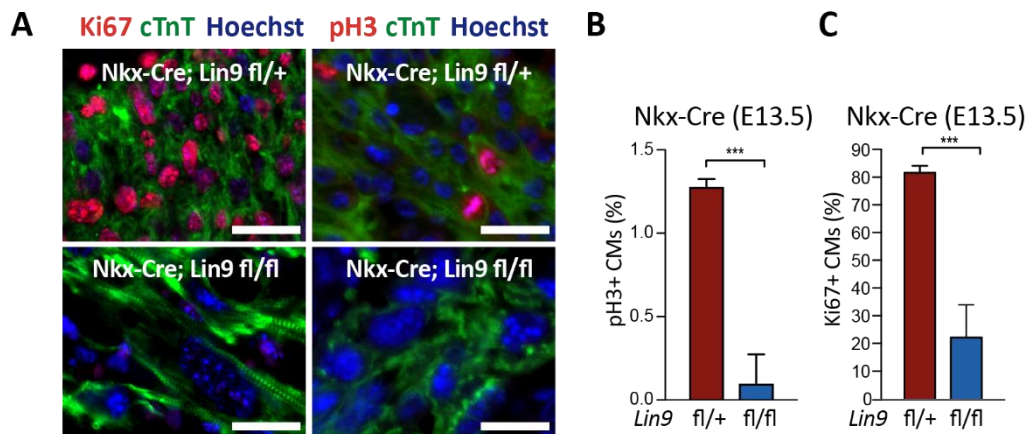 A
Ki67 cTnT Hoechst
pH3 cTnT Hoechst
Nkx-Cre; Lin9 fl/+
Nkx-Cre; Lin9 fl/+
Nkx-Cre; Lin9 fl/fl
Nkx-Cre; Lin9 fl/fl
B
Nkx-Cre (E13.5)
***
pH3+ CMs (%)
1.5
1.0
0.5
0.0
Lin9 fl/+ fl/fl
C
Nkx-Cre (E13.5)
***
Ki67+ CMs (%)
90
80
70
60
50
40
30
20
10
0
Lin9 fl/+ fl/fl